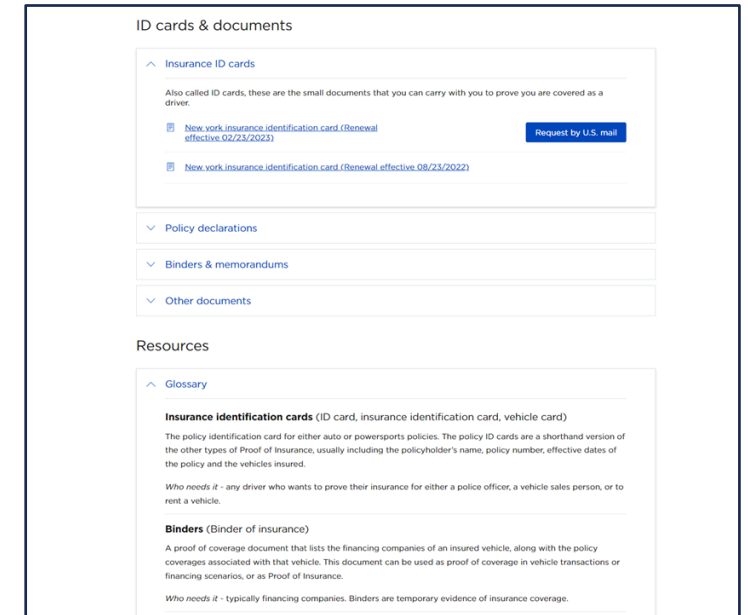 ID cards & documents
Insurance ID cards
Also called ID cards, these are the small documents that you can carry with you to prove you are covered as a
driver.
New york insurance identification card (Renewal
effective 02/23/2023)
Request by U.S. mail
New york insurance identification card (Renewal effective 08/23/2022)
Policy declarations
Binders & memorandums
Other documents
Resources
Glossary
Insurance identification cards (ID card, insurance identification card, vehicle card)
The policy identification card for either auto or powersports policies. The policy ID cards are a shorthand version of
the other types of Proof of Insurance, usually including the policyholder's name, policy number, effective dates of
the policy and the vehicles insured.
Who needs it - any driver who wants to prove their insurance for either a police officer, a vehicle sales person, or to
rent a vehicle.
Binders (Binder of insurance)
A proof of coverage document that lists the financing companies of an insured vehicle, along with the policy
coverages associated with that vehicle. This document can be used as proof of coverage in vehicle transactions or
financing scenarios, or as Proof of Insurance.
Who needs it - typically financing companies. Binders are temporary evidence of insurance coverage.